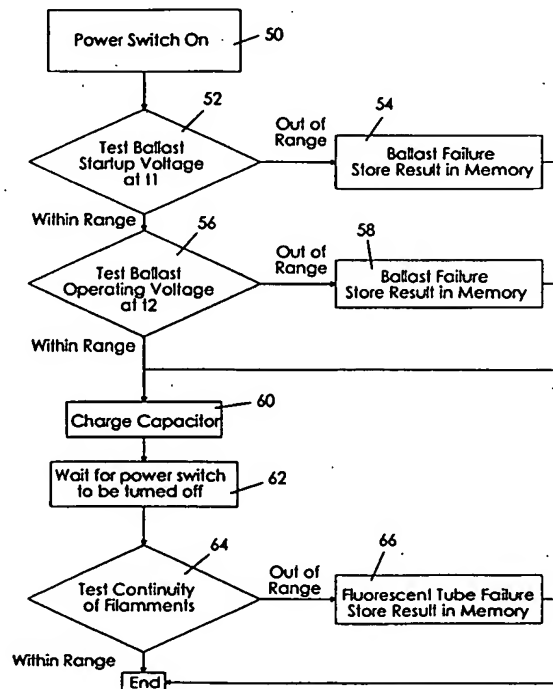 Power Switch On
50
52
Test Ballast
Startup Voltage
at t1
Out of
Range
54
Ballast Failure
Store Result in Memory
Within Range
56
Test Ballast
Operating Voltage
at t2
Out of
Range
58
Ballast Failure
Store Result in Memory
Within Range
Charge Capacitor
60
Wait for power switch
to be turned off
62
64
Test Continuity
of Filamments
Out of
Range
66
Fluorescent Tube Failure
Store Result in Memory
Within Range
End